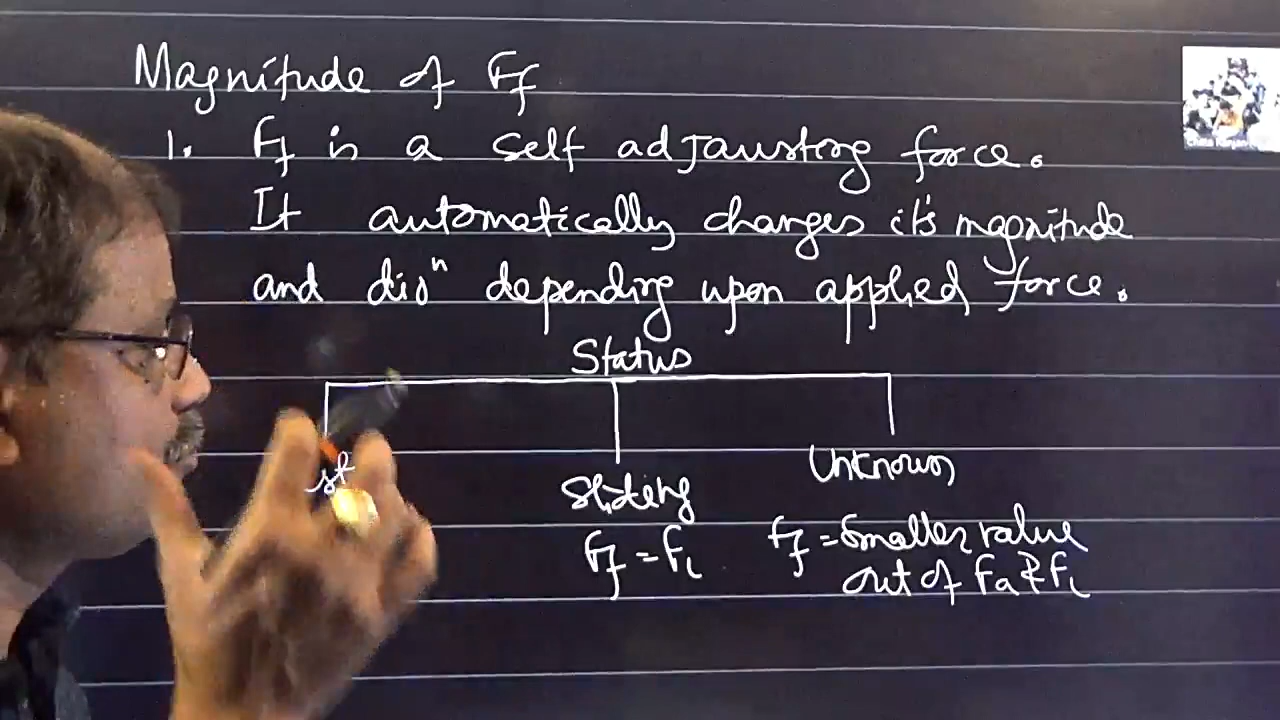 Magnitude of Ff
1. Ff is a self adjausting force.
It automatically changes it's magnitude
and dirⁿ depending upon applied force.
Status
st
Sliding
Unknown
Ff = FL
Ff = Smaller value
out of Fa & FL